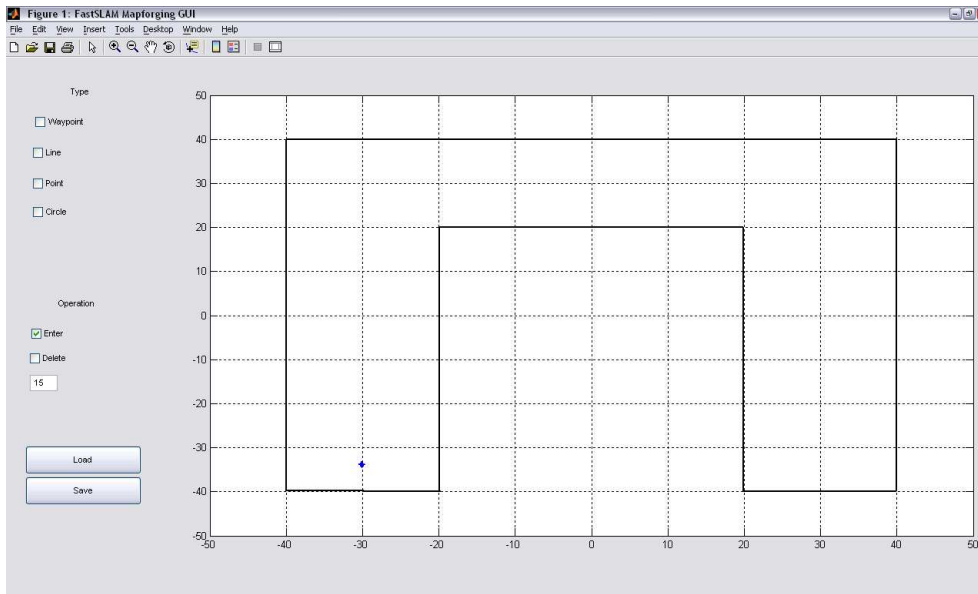 Figure 1: FastSLAM Mapforging GUI
File Edit View Insert Tools Desktop Window Help
Type
Waypoint
Line
Point
Circle
Operation
Enter
Delete
15
Load
Save
50
40
30
20
10
0
-10
-20
-30
-40
-50
-50 -40 -30 -20 -10 0 10 20 30 40 50